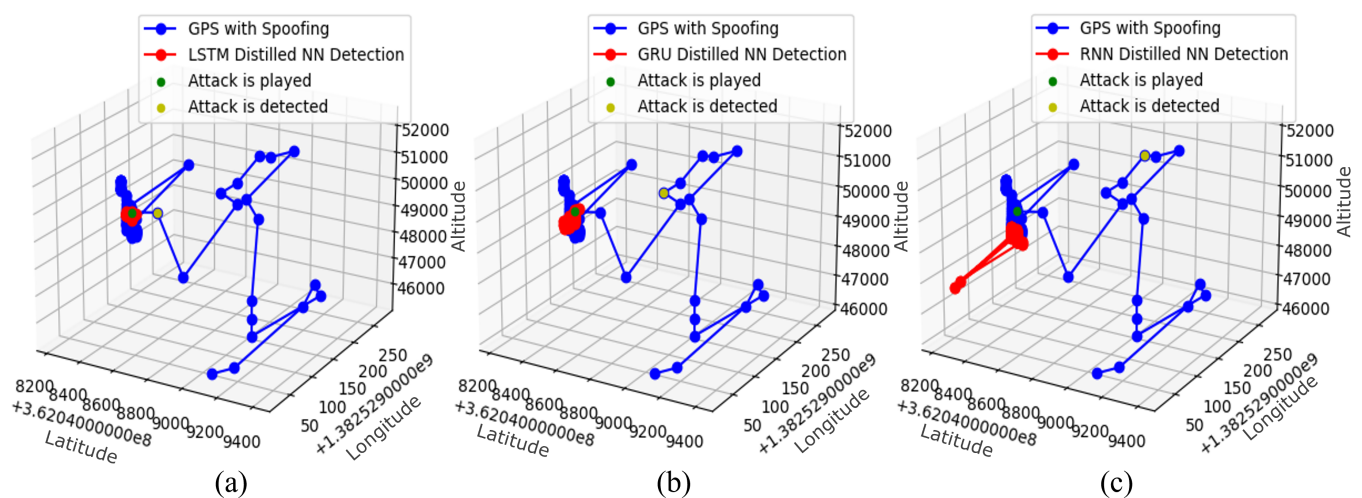 GPS with Spoofing
LSTM Distilled NN Detection
Attack is played
Attack is detected
52000
51000
50000
49000
48000
47000
46000
Altitude
8200
8400
8600
8800
9000
9200
9400
+3.6204000000e8
Latitude
50
100
150
200
250
+1.3825290000e9
Longitude
(a)
GPS with Spoofing
GRU Distilled NN Detection
Attack is played
Attack is detected
52000
51000
50000
49000
48000
47000
46000
Altitude
8200
8400
8600
8800
9000
9200
9400
+3.6204000000e8
Latitude
50
100
150
200
250
+1.3825290000e9
Longitude
(b)
GPS with Spoofing
RNN Distilled NN Detection
Attack is played
Attack is detected
52000
51000
50000
49000
48000
47000
46000
Altitude
8200
8400
8600
8800
9000
9200
9400
+3.6204000000e8
Latitude
50
100
150
200
250
+1.3825290000e9
Longitude
(c)